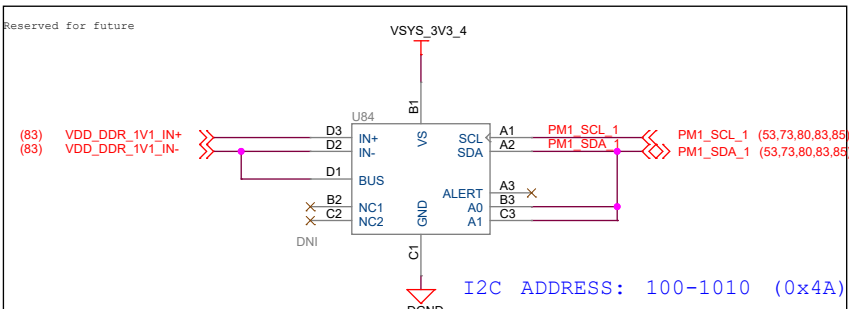 Reserved for future
VSYS_3V3_4
B1
U84
(83) VDD_DDR_1V1_IN+ D3 IN+ VS SCL A1 PM1_SCL_1 PM1_SCL_1 (53,73,80,83,85)
(83) VDD_DDR_1V1_IN- D2 IN- SDA A2 PM1_SDA_1 PM1_SDA_1 (53,73,80,83,85)
D1 BUS
ALERT A3
B2 NC1 A0 B3
C2 NC2 GND A1 C3
DNI
C1
I2C ADDRESS: 100-1010 (0x4A)
DGND